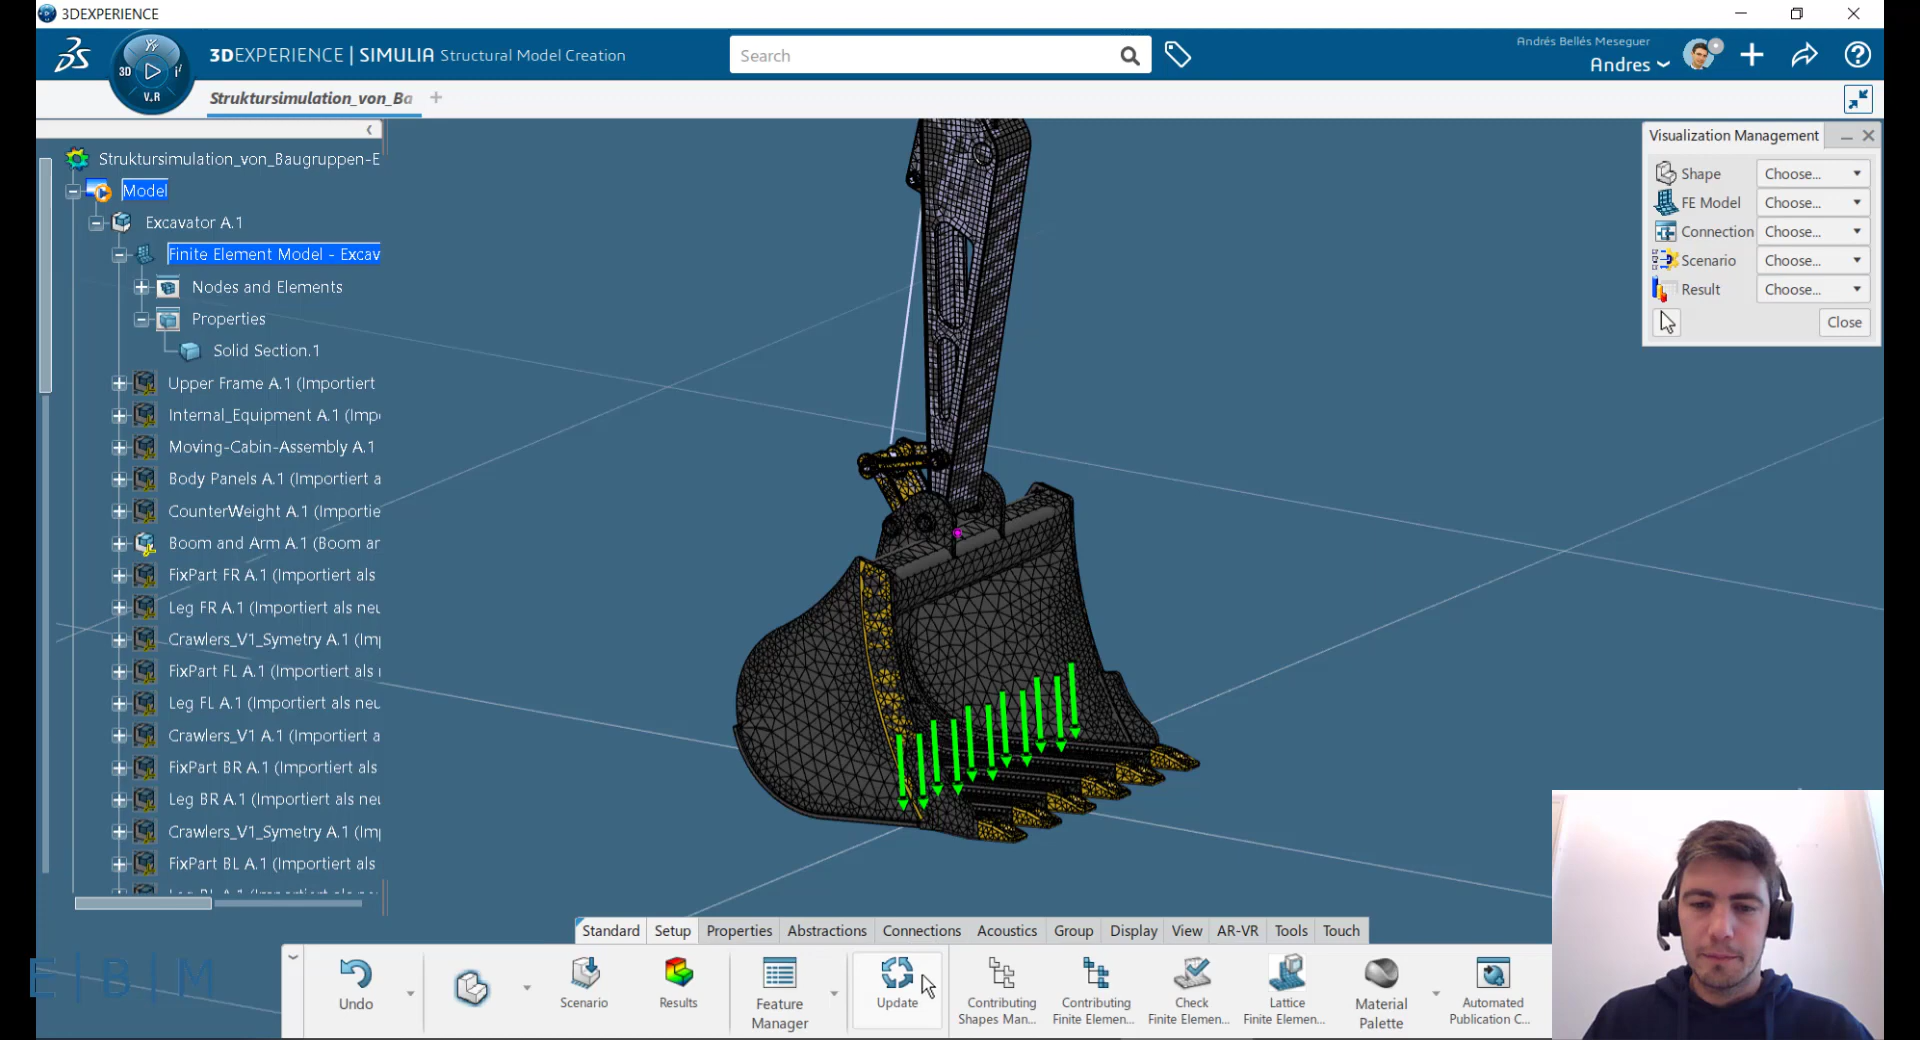 3DEXPERIENCE
3DEXPERIENCE | SIMULIA Structural Model Creation
Search
Andrés Bellés Meseguer
Andres
3D
V.R
Struktursimulation_von_Ba
Struktursimulation_von_Baugruppen-E
Model
Excavator A.1
Finite Element Model - Excav
Nodes and Elements
Properties
Solid Section.1
Upper Frame A.1 (Importiert
Internal_Equipment A.1 (Imp
Moving-Cabin-Assembly A.1
Body Panels A.1 (Importiert a
CounterWeight A.1 (Importie
Boom and Arm A.1 (Boom ar
FixPart FR A.1 (Importiert als
Leg FR A.1 (Importiert als neu
Crawlers_V1_Symetry A.1 (Im
FixPart FL A.1 (Importiert als
Leg FL A.1 (Importiert als neu
Crawlers_V1 A.1 (Importiert a
FixPart BR A.1 (Importiert als
Leg BR A.1 (Importiert als neu
Crawlers_V1_Symetry A.1 (Im
FixPart BL A.1 (Importiert als
Visualization Management
Shape Choose...
FE Model Choose...
Connection Choose...
Scenario Choose...
Result Choose...
Close
Standard Setup Properties Abstractions Connections Acoustics Group Display View AR-VR Tools Touch
E|B|M
Undo
Scenario
Results
Feature
Manager
Update
Contributing
Shapes Man...
Contributing
Finite Elemen...
Check
Finite Elemen...
Lattice
Finite Elemen...
Material
Palette
Automated
Publication C...